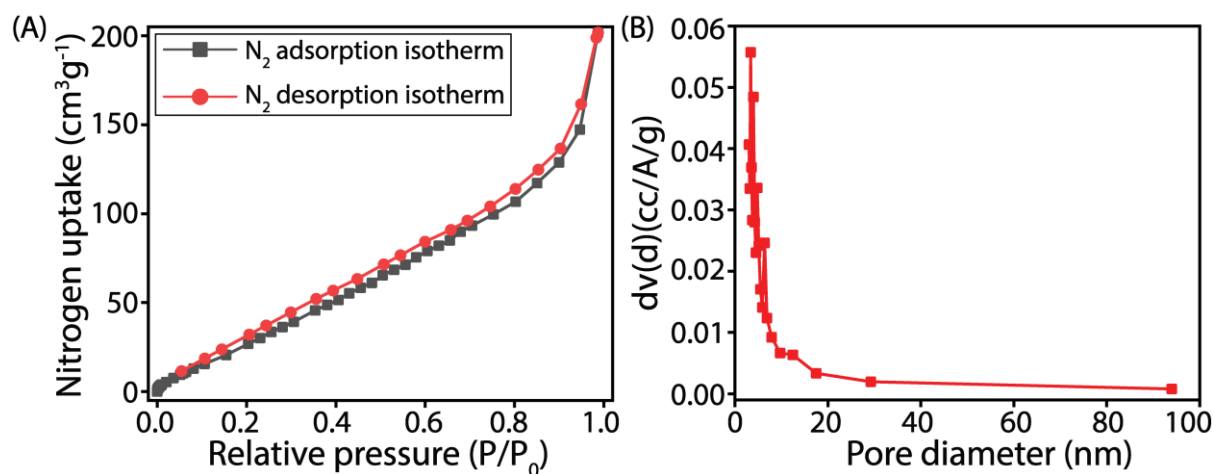 (A)
Nitrogen uptake (cm³g⁻¹)
200
150
100
50
0
N₂ adsorption isotherm
N₂ desorption isotherm
0.0 0.2 0.4 0.6 0.8 1.0
Relative pressure (P/P₀)
(B)
dv(d)(cc/A/g)
0.06
0.05
0.04
0.03
0.02
0.01
0.00
0 20 40 60 80 100
Pore diameter (nm)